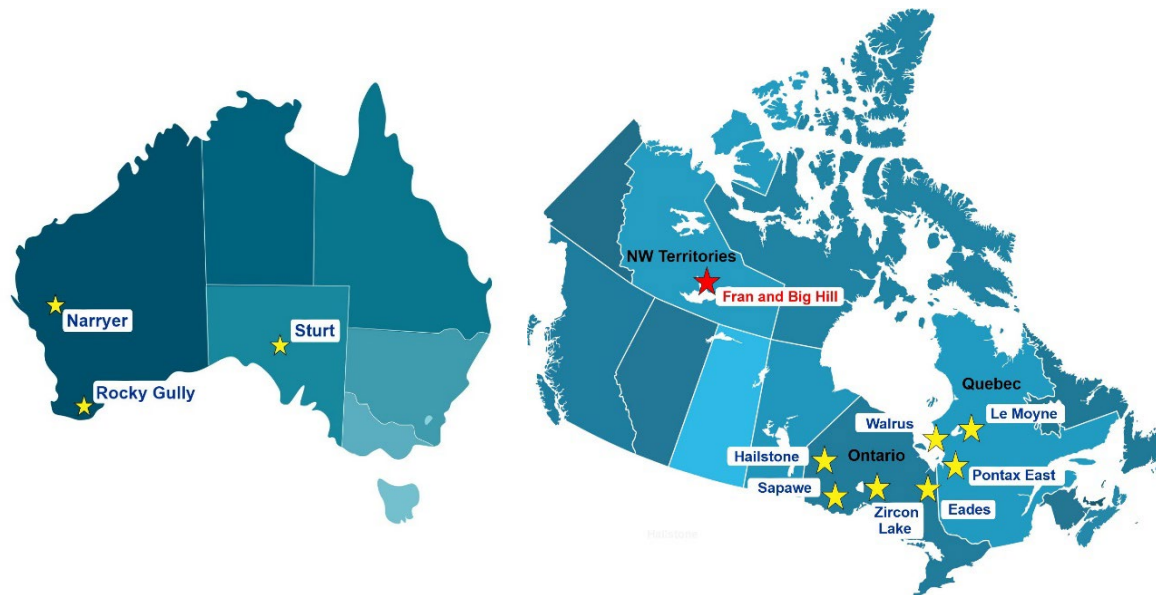 Narryer
Sturt
Rocky Gully
NW Territories
Fran and Big Hill
Quebec
Le Moyne
Walrus
Ontario
Hailstone
Pontax East
Sapawe
Zircon
Lake
Eades
Hailstone